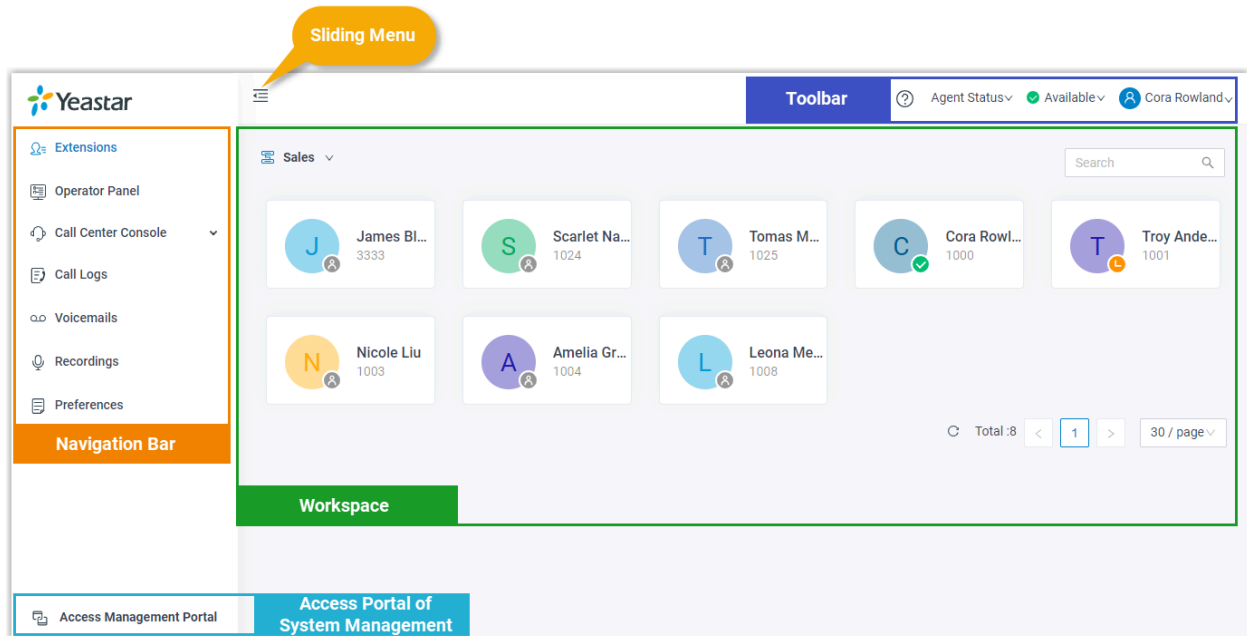 Sliding Menu
Yeastar
Toolbar
Agent Status
Available
Cora Rowland
Extensions
Operator Panel
Call Center Console
Call Logs
Voicemails
Recordings
Preferences
Navigation Bar
Sales
Search
J
James Bl...
3333
S
Scarlet Na...
1024
T
Tomas M...
1025
C
Cora Rowl...
1000
T
Troy Ande...
1001
N
Nicole Liu
1003
A
Amelia Gr...
1004
L
Leona Me...
1008
Total :8
<
1
>
30 / page
Workspace
Access Management Portal
Access Portal of
System Management